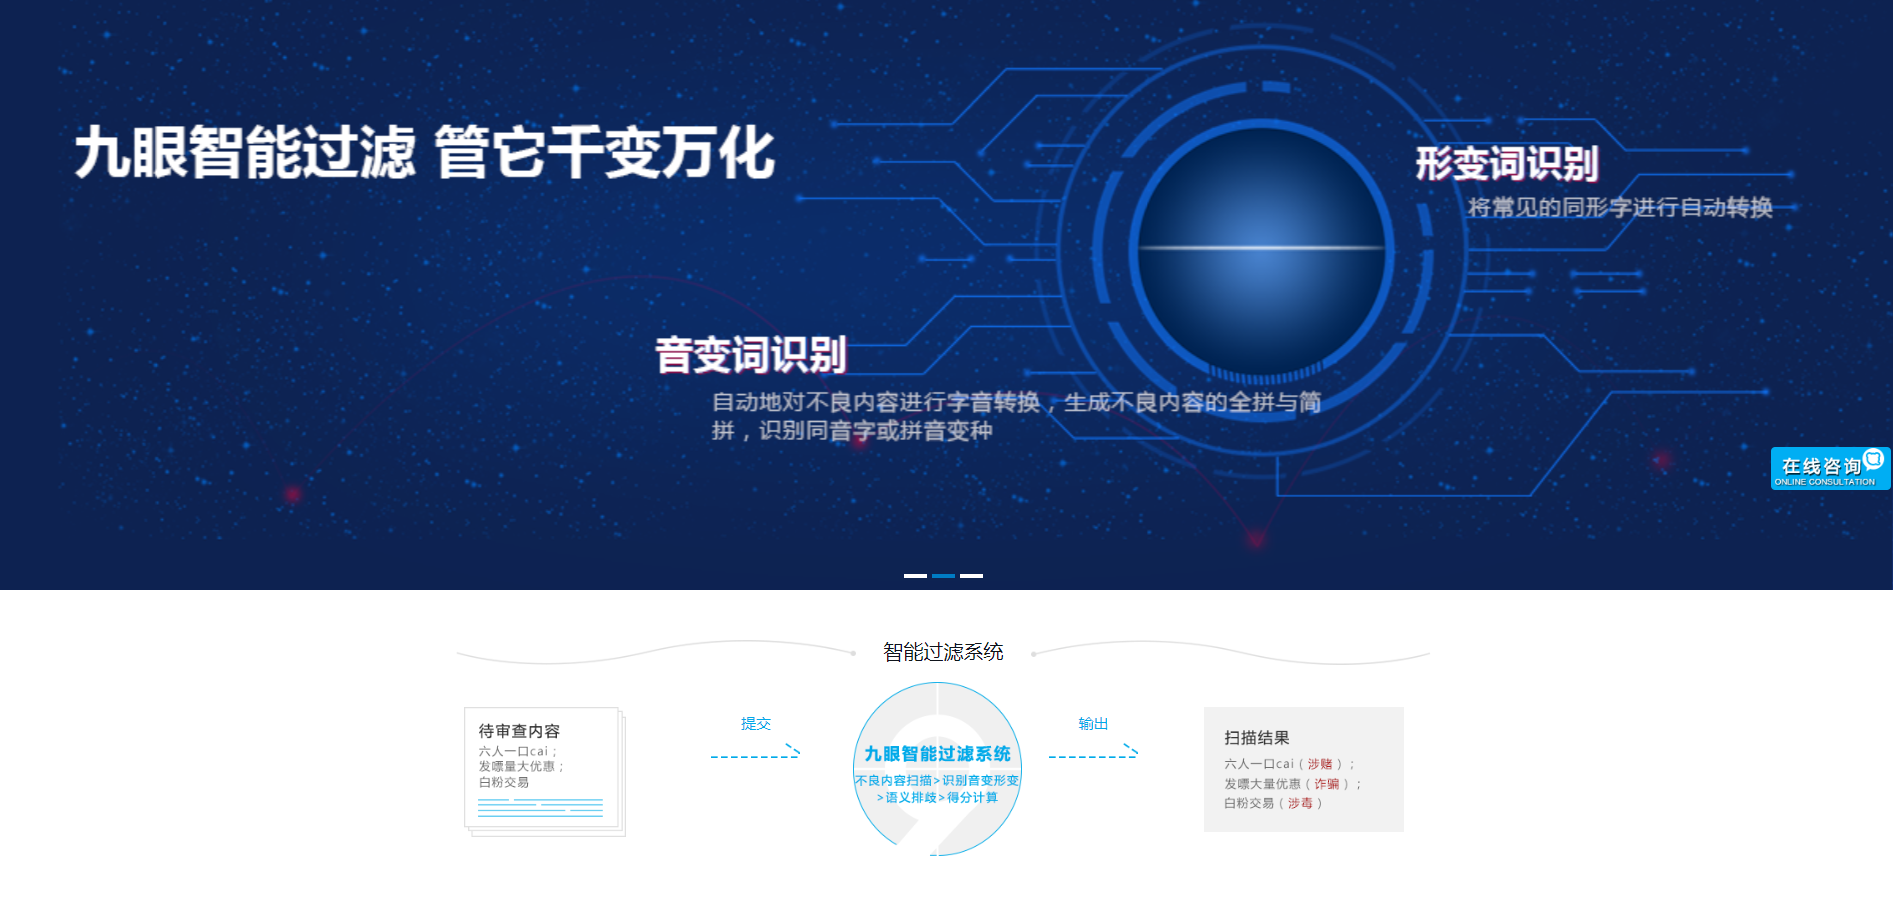 九眼智能过滤 管它千变万化
形变词识别
将常见的同形字进行自动转换
音变词识别
自动地对不良内容进行字音转换，生成不良内容的全拼与简
拼，识别同音字或拼音变种
在线咨询
ONLINE CONSULTATION
智能过滤系统
待审查内容
六人一口cai；
发嘌量大优惠；
白粉交易
提交
九眼智能过滤系统
不良内容扫描>识别音变形变
>语义排歧>得分计算
输出
扫描结果
六人一口cai（涉赌）；
发嘌大量优惠（诈骗）；
白粉交易（涉毒）